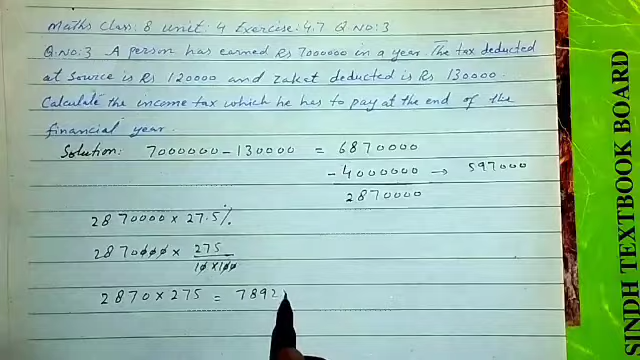 Maths Class: 8 unit: 4 Exercise: 4.7 Q.No: 3
Q.No:3 A person has earned Rs 7000000 in a year. The tax deducted
at source is Rs 120000 and zaket deducted is Rs 130000.
Calculate the income tax which he has to pay at the end of the
financial year.
Solution: 7000000 - 130000 = 6870000
- 4000000 → 597000
2870000
2870000 x 27.5%
2870000 x 275
10 x 100
2870 x 275 = 7892
SINDH TEXTBOOK BOARD